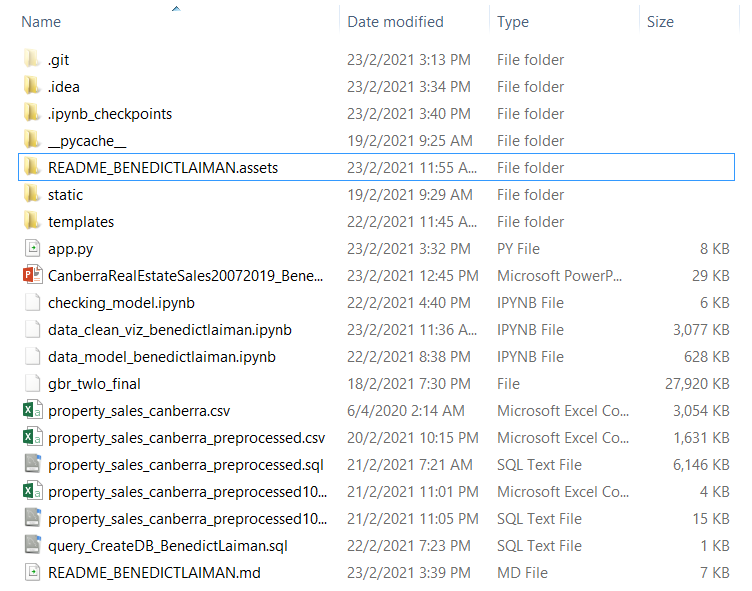 Name Date modified Type Size
.git 23/2/2021 3:13 PM File folder
.idea 23/2/2021 3:34 PM File folder
.ipynb_checkpoints 23/2/2021 3:40 PM File folder
__pycache__ 19/2/2021 9:25 AM File folder
README_BENEDICTLAIMAN.assets 23/2/2021 11:55 A... File folder
static 19/2/2021 9:29 AM File folder
templates 22/2/2021 11:45 A... File folder
app.py 23/2/2021 3:32 PM PY File 8 KB
CanberraRealEstateSales20072019_Bene... 23/2/2021 12:45 PM Microsoft PowerP... 29 KB
checking_model.ipynb 22/2/2021 4:40 PM IPYNB File 6 KB
data_clean_viz_benedictlaiman.ipynb 23/2/2021 11:36 A... IPYNB File 3,077 KB
data_model_benedictlaiman.ipynb 22/2/2021 8:38 PM IPYNB File 628 KB
gbr_twlo_final 18/2/2021 7:30 PM File 27,920 KB
property_sales_canberra.csv 6/4/2020 2:14 AM Microsoft Excel Co... 3,054 KB
property_sales_canberra_preprocessed.csv 20/2/2021 10:15 PM Microsoft Excel Co... 1,631 KB
property_sales_canberra_preprocessed.sql 21/2/2021 7:21 AM SQL Text File 6,146 KB
property_sales_canberra_preprocessed10... 21/2/2021 11:01 PM Microsoft Excel Co... 4 KB
property_sales_canberra_preprocessed10... 21/2/2021 11:05 PM SQL Text File 15 KB
query_CreateDB_BenedictLaiman.sql 22/2/2021 7:23 PM SQL Text File 1 KB
README_BENEDICTLAIMAN.md 23/2/2021 3:39 PM MD File 7 KB